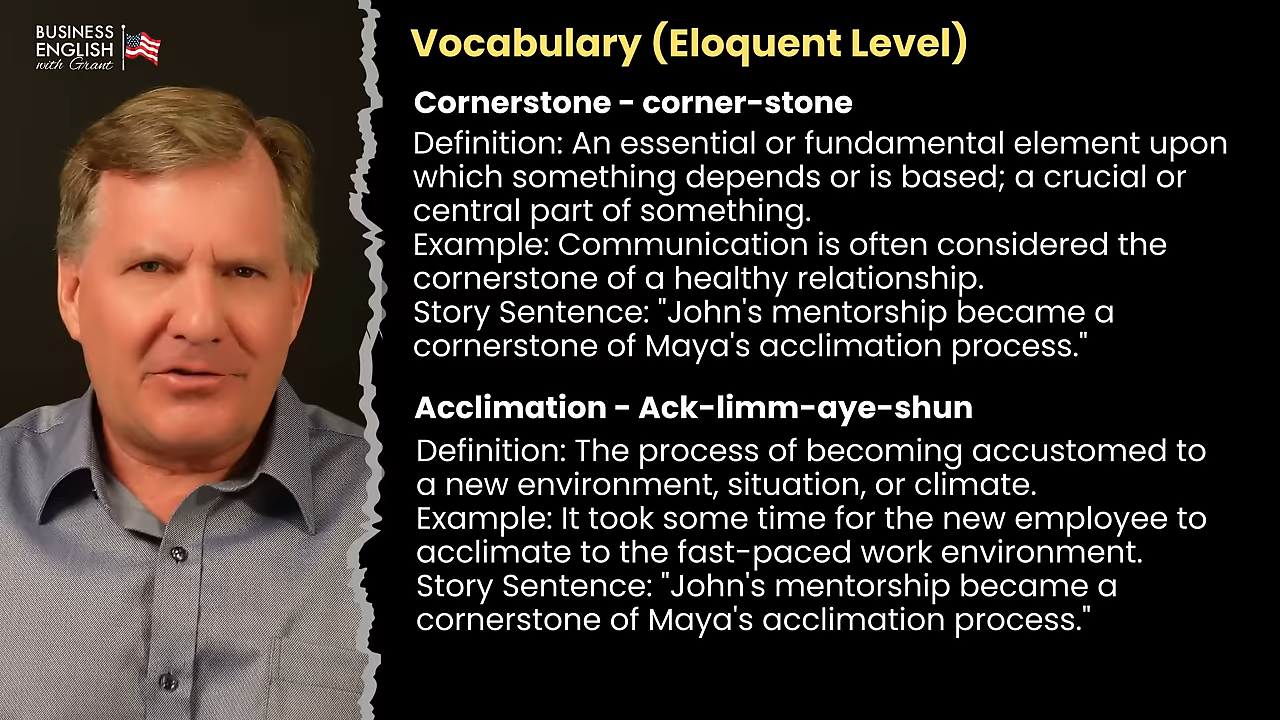 BUSINESS
ENGLISH
with Grant
Vocabulary (Eloquent Level)
Cornerstone - corner-stone
Definition: An essential or fundamental element upon
which something depends or is based; a crucial or
central part of something.
Example: Communication is often considered the
cornerstone of a healthy relationship.
Story Sentence: "John's mentorship became a
cornerstone of Maya's acclimation process."
Acclimation - Ack-limm-aye-shun
Definition: The process of becoming accustomed to
a new environment, situation, or climate.
Example: It took some time for the new employee to
acclimate to the fast-paced work environment.
Story Sentence: "John's mentorship became a
cornerstone of Maya's acclimation process."